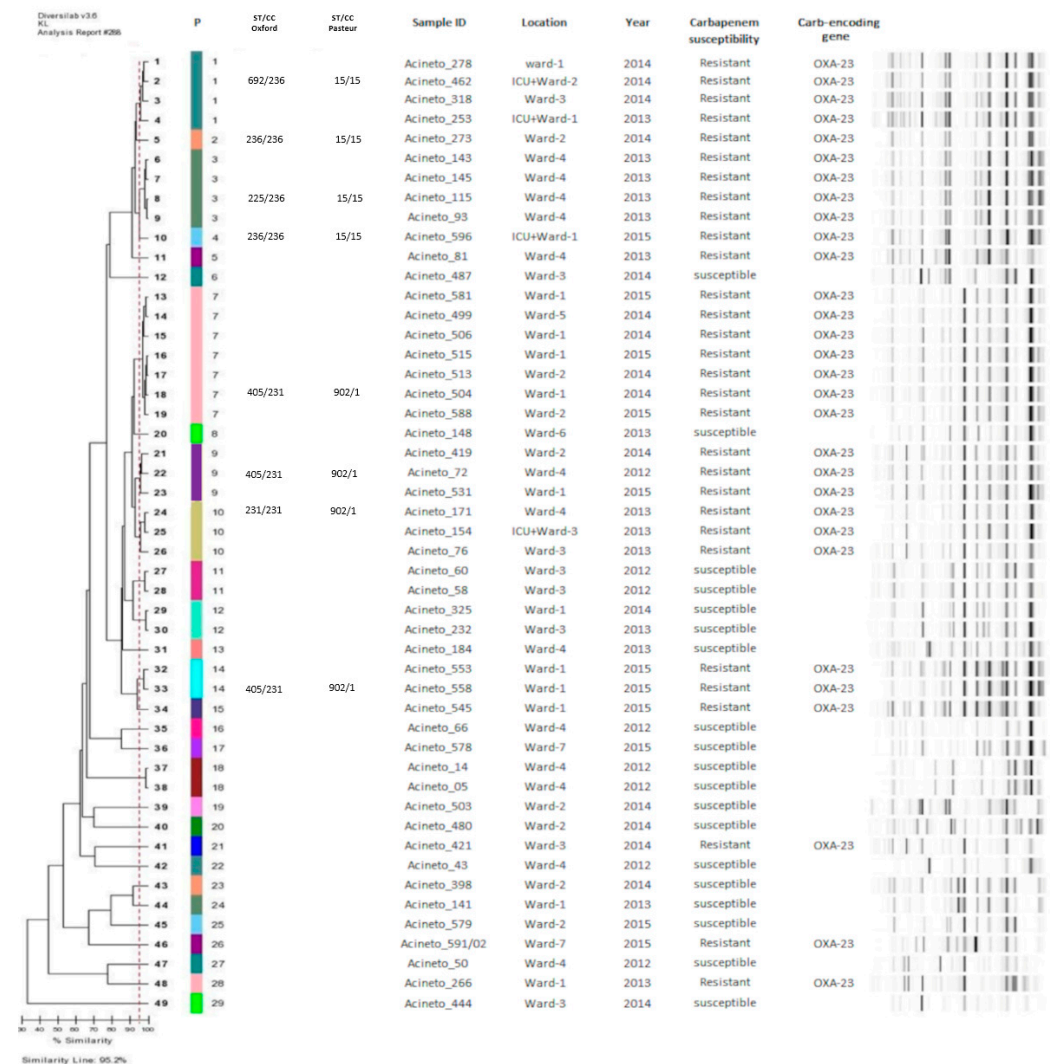 Diversilab v3.6
KL
Analysis Report #286
P ST/CC Oxford ST/CC Pasteur Sample ID Location Year Carbapenem susceptibility Carb-encoding gene
1 1 Acineto_278 ward-1 2014 Resistant OXA-23
2 1 692/236 15/15 Acineto_462 ICU+Ward-2 2014 Resistant OXA-23
3 1 Acineto_318 Ward-3 2014 Resistant OXA-23
4 1 Acineto_253 ICU+Ward-1 2013 Resistant OXA-23
5 2 236/236 15/15 Acineto_273 Ward-2 2014 Resistant OXA-23
6 3 Acineto_143 Ward-4 2013 Resistant OXA-23
7 3 Acineto_145 Ward-4 2013 Resistant OXA-23
8 3 225/236 15/15 Acineto_115 Ward-4 2013 Resistant OXA-23
9 3 Acineto_93 Ward-4 2013 Resistant OXA-23
10 4 236/236 15/15 Acineto_596 ICU+Ward-1 2015 Resistant OXA-23
11 5 Acineto_81 Ward-4 2013 Resistant OXA-23
12 6 Acineto_487 Ward-3 2014 susceptible
13 7 Acineto_581 Ward-1 2015 Resistant OXA-23
14 7 Acineto_499 Ward-5 2014 Resistant OXA-23
15 7 Acineto_506 Ward-1 2014 Resistant OXA-23
16 7 Acineto_515 Ward-1 2015 Resistant OXA-23
17 7 Acineto_513 Ward-2 2014 Resistant OXA-23
18 7 405/231 902/1 Acineto_504 Ward-1 2014 Resistant OXA-23
19 7 Acineto_588 Ward-2 2015 Resistant OXA-23
20 8 Acineto_148 Ward-6 2013 susceptible
21 9 Acineto_419 Ward-2 2014 Resistant OXA-23
22 9 405/231 902/1 Acineto_72 Ward-4 2012 Resistant OXA-23
23 9 Acineto_531 Ward-1 2015 Resistant OXA-23
24 10 231/231 902/1 Acineto_171 Ward-4 2013 Resistant OXA-23
25 10 Acineto_154 ICU+Ward-3 2013 Resistant OXA-23
26 10 Acineto_76 Ward-3 2013 Resistant OXA-23
27 11 Acineto_60 Ward-3 2012 susceptible
28 11 Acineto_58 Ward-3 2012 susceptible
29 12 Acineto_325 Ward-1 2014 susceptible
30 12 Acineto_232 Ward-3 2013 susceptible
31 13 Acineto_184 Ward-4 2013 susceptible
32 14 Acineto_553 Ward-1 2015 Resistant OXA-23
33 14 405/231 902/1 Acineto_558 Ward-1 2015 Resistant OXA-23
34 15 Acineto_545 Ward-1 2015 Resistant OXA-23
35 16 Acineto_66 Ward-4 2012 susceptible
36 17 Acineto_578 Ward-7 2015 susceptible
37 18 Acineto_14 Ward-4 2012 susceptible
38 18 Acineto_05 Ward-4 2012 susceptible
39 19 Acineto_503 Ward-2 2014 susceptible
40 20 Acineto_480 Ward-2 2014 susceptible
41 21 Acineto_421 Ward-3 2014 Resistant OXA-23
42 22 Acineto_43 Ward-4 2012 susceptible
43 23 Acineto_398 Ward-2 2014 susceptible
44 24 Acineto_141 Ward-1 2013 susceptible
45 25 Acineto_579 Ward-2 2015 susceptible
46 26 Acineto_591/02 Ward-7 2015 Resistant OXA-23
47 27 Acineto_50 Ward-4 2012 susceptible
48 28 Acineto_266 Ward-1 2013 Resistant OXA-23
49 29 Acineto_444 Ward-3 2014 susceptible
30 40 50 60 70 80 90 100
% Similarity
Similarity Line: 95.2%